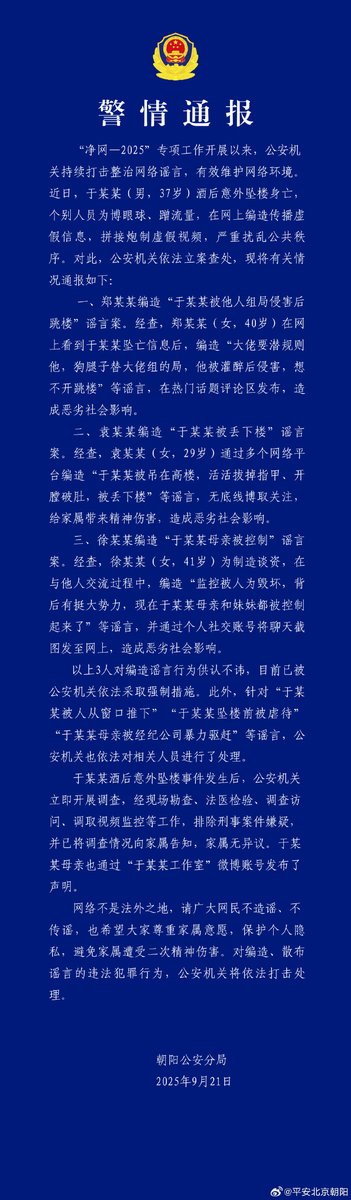 警情通报
“净网—2025”专项工作开展以来，公安机
关持续打击整治网络谣言，有效维护网络环境。
近日，于某某（男，37岁）酒后意外坠楼身亡，
个别人员为博眼球、蹭流量，在网上编造传播虚
假信息，拼接炮制虚假视频，严重扰乱公共秩
序。对此，公安机关依法立案查处，现将有关情
况通报如下：
一、郑某某编造“于某某被他人组局侵害后
跳楼”谣言案。经查，郑某某（女，40岁）在网
上看到于某某坠亡信息后，编造“大佬要潜规则
他，狗腿子替大佬组的局，他被灌醉后侵害，想
不开跳楼”等谣言，在热门话题评论区发布，造
成恶劣社会影响。
二、袁某某编造“于某某被丢下楼”谣言
案。经查，袁某某（女，29岁）通过多个网络平
台编造“于某某被吊在高楼，活活拔掉指甲、开
膛破肚，被丢下楼”等谣言，无底线博取关注，
给家属带来精神伤害，造成恶劣社会影响。
三、徐某某编造“于某某母亲被控制”谣言
案。经查，徐某某（女，41岁）为制造谈资，在
与他人交流过程中，编造“监控被人为毁坏，背
后有挺大势力，现在于某某母亲和妹妹都被控制
起来了”等谣言，并通过个人社交账号将聊天截
图发至网上，造成恶劣社会影响。
以上3人对编造谣言行为供认不讳，目前已被
公安机关依法采取强制措施。此外，针对“于某
某被人从窗口推下”“于某某坠楼前被虐待”
“于某某母亲被经纪公司暴力驱赶”等谣言，公
安机关也依法对相关人员进行了处理。
于某某酒后意外坠楼事件发生后，公安机关
立即开展调查，经现场勘查、法医检验、调查访
问、调取视频监控等工作，排除刑事案件嫌疑，
并已将调查情况向家属告知，家属无异议。于某
某母亲也通过“于某某工作室”微博账号发布了
声明。
网络不是法外之地，请广大网民不造谣、不
传谣，也希望大家尊重家属意愿，保护个人隐
私，避免家属遭受二次精神伤害。对编造、散布
谣言的违法犯罪行为，公安机关将依法打击处
理。
朝阳公安分局
2025年9月21日
@平安北京朝阳